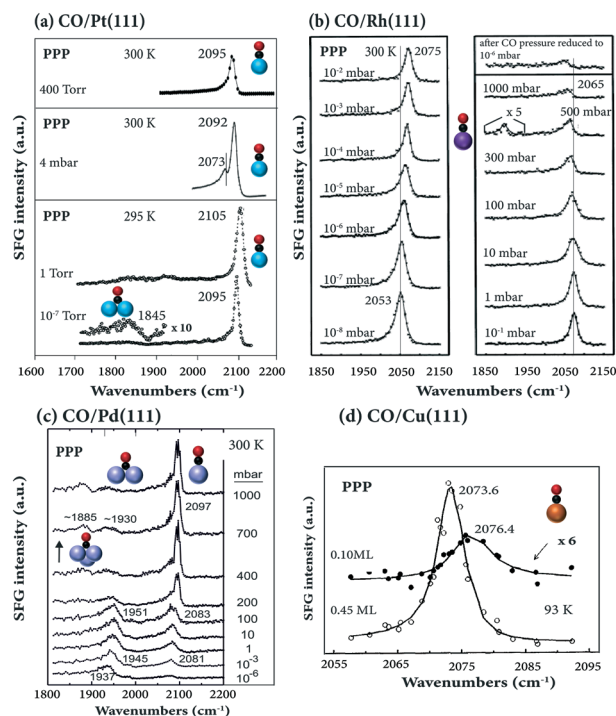 (a) CO/Pt(111)
PPP 300 K 2095
400 Torr
PPP 300 K 2092
2073
4 mbar
PPP 295 K 2105
1 Torr
2095
1845
10⁻⁷ Torr x 10
SFG intensity (a.u.)
1600 1700 1800 1900 2000 2100 2200
Wavenumbers (cm⁻¹)
(b) CO/Rh(111)
PPP 300 K 2075
10⁻² mbar
10⁻³ mbar
10⁻⁴ mbar
10⁻⁵ mbar
10⁻⁶ mbar
10⁻⁷ mbar
2053
10⁻⁸ mbar
SFG intensity (a.u.)
1850 1950 2050 2150
after CO pressure reduced to
10⁻⁶ mbar
1000 mbar 2065
x 5 500 mbar
300 mbar
100 mbar
10 mbar
1 mbar
10⁻¹ mbar
1850 1950 2050 2150
Wavenumbers (cm⁻¹)
(c) CO/Pd(111)
PPP 300 K
mbar
1000
2097
~1885 ~1930 700
400
200
1951 2083 100
10
1
1945 2081 10⁻³
1937 10⁻⁶
SFG intensity (a.u.)
1800 1900 2000 2100 2200
Wavenumbers (cm⁻¹)
(d) CO/Cu(111)
PPP
2073.6
2076.4
x 6
0.10ML
0.45 ML 93 K
SFG intensity (a.u.)
2055 2065 2075 2085 2095
Wavenumbers (cm⁻¹)